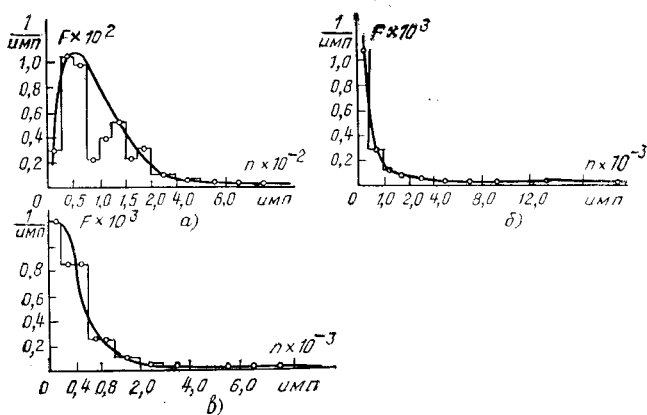 1/имп F×10²
1,0
0,8
0,6
0,4
0,2
n×10⁻²
0 0,5 1,0 1,5 2,0 4,0 6,0 имп
а)
1/имп F×10³
1,0
0,8
0,6
0,4
0,2
n×10⁻³
0 1,0 2,0 4,0 8,0 12,0 имп
б)
1/имп F×10³
0,8
0,6
0,4
0,2
n×10⁻³
0 0,4 0,8 2,0 4,0 6,0 имп
в)